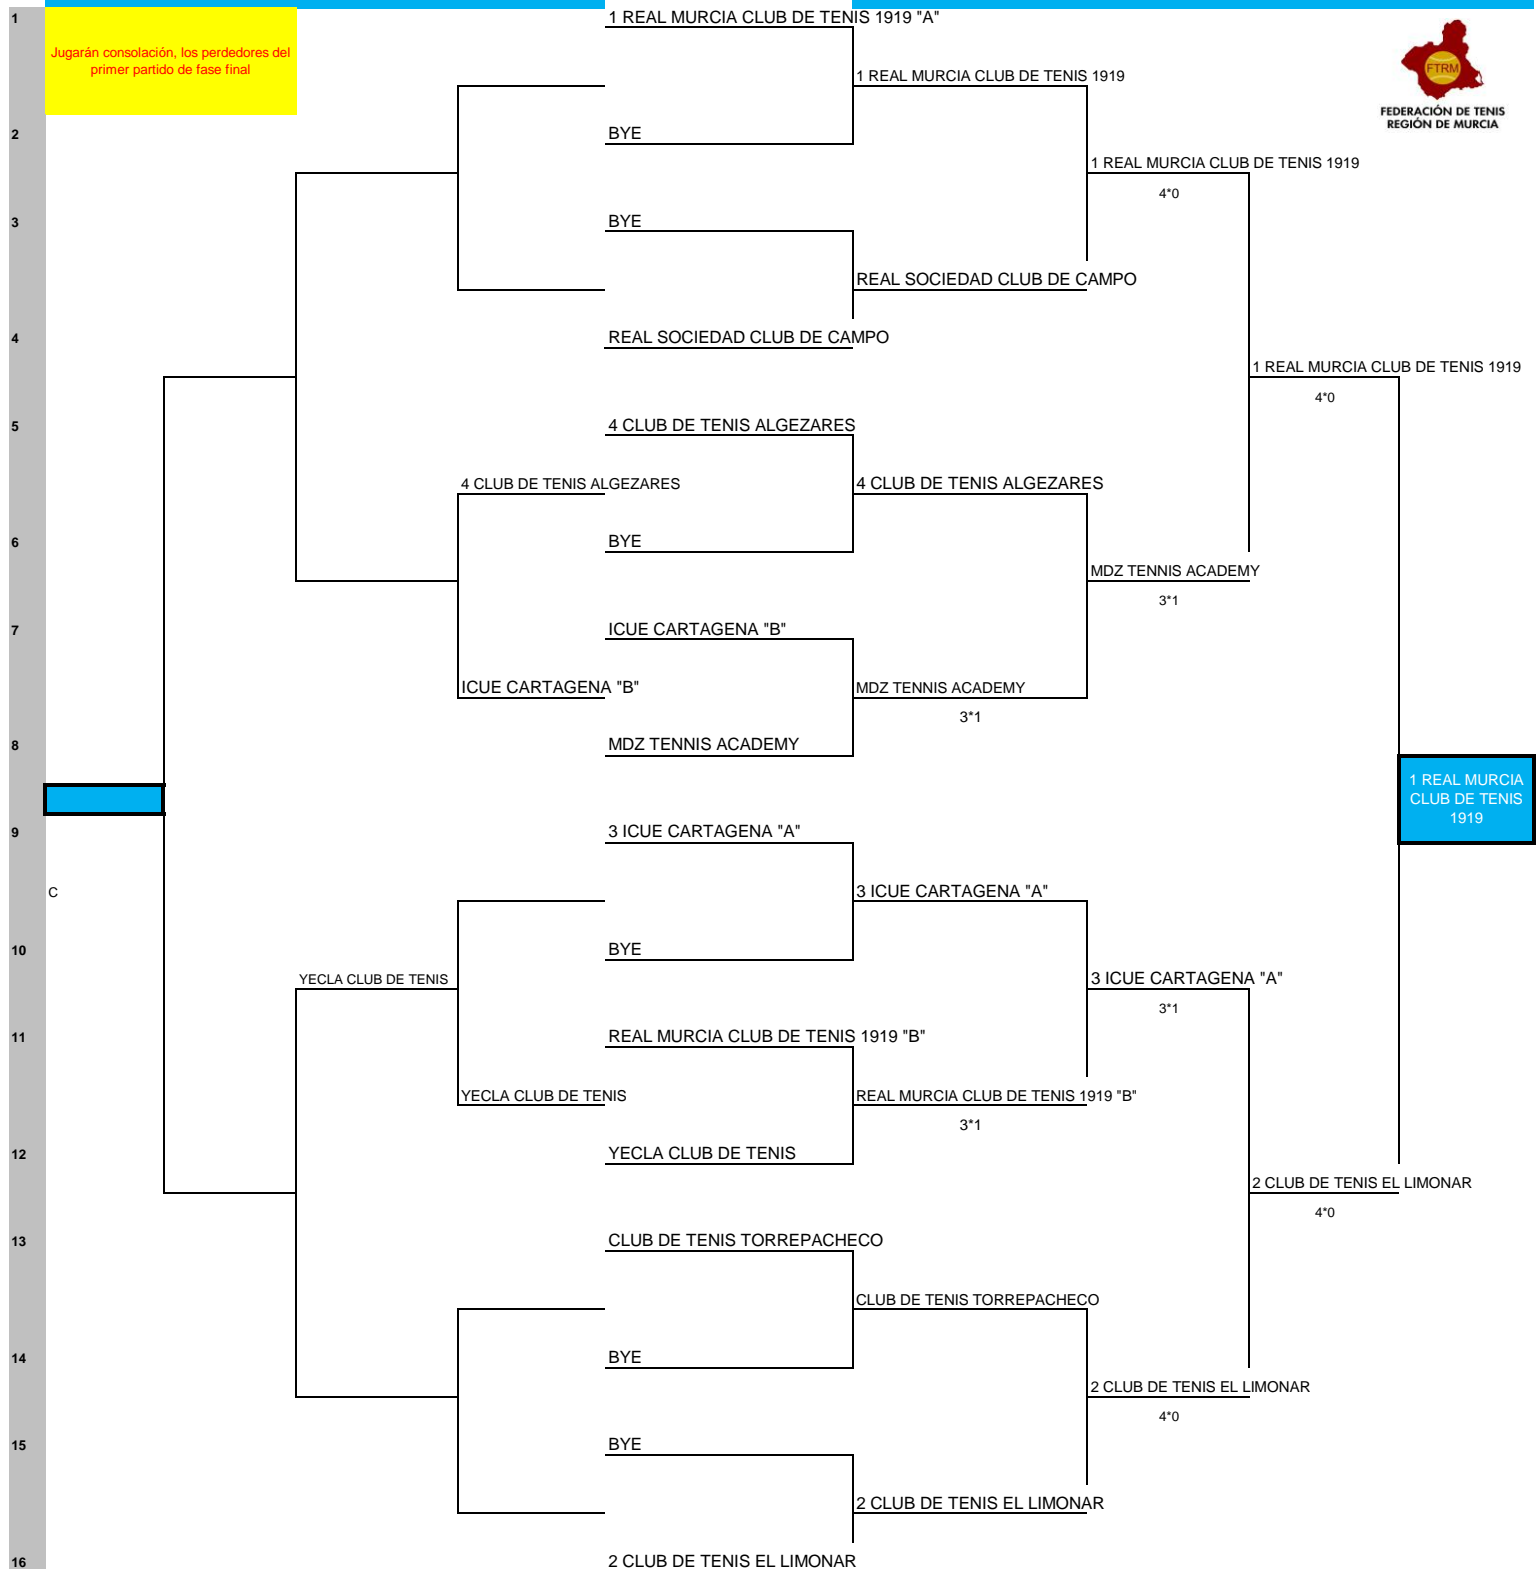 1
1 REAL MURCIA CLUB DE TENIS 1919 "A"
Jugarán consolación, los perdedores del
primer partido de fase final
FTRM
1 REAL MURCIA CLUB DE TENIS 1919
FEDERACIÓN DE TENIS
REGIÓN DE MURCIA
2
BYE
1 REAL MURCIA CLUB DE TENIS 1919
4*0
3
BYE
REAL SOCIEDAD CLUB DE CAMPO
4
REAL SOCIEDAD CLUB DE CAMPO
1 REAL MURCIA CLUB DE TENIS 1919
4*0
5
4 CLUB DE TENIS ALGEZARES
4 CLUB DE TENIS ALGEZARES
4 CLUB DE TENIS ALGEZARES
6
BYE
MDZ TENNIS ACADEMY
3*1
7
ICUE CARTAGENA "B"
ICUE CARTAGENA "B"
MDZ TENNIS ACADEMY
3*1
8
MDZ TENNIS ACADEMY
1 REAL MURCIA
CLUB DE TENIS
1919
9
3 ICUE CARTAGENA "A"
C
3 ICUE CARTAGENA "A"
10
BYE
YECLA CLUB DE TENIS
3 ICUE CARTAGENA "A"
3*1
11
REAL MURCIA CLUB DE TENIS 1919 "B"
YECLA CLUB DE TENIS
REAL MURCIA CLUB DE TENIS 1919 "B"
3*1
12
YECLA CLUB DE TENIS
2 CLUB DE TENIS EL LIMONAR
4*0
13
CLUB DE TENIS TORREPACHECO
CLUB DE TENIS TORREPACHECO
14
BYE
2 CLUB DE TENIS EL LIMONAR
4*0
15
BYE
2 CLUB DE TENIS EL LIMONAR
16
2 CLUB DE TENIS EL LIMONAR